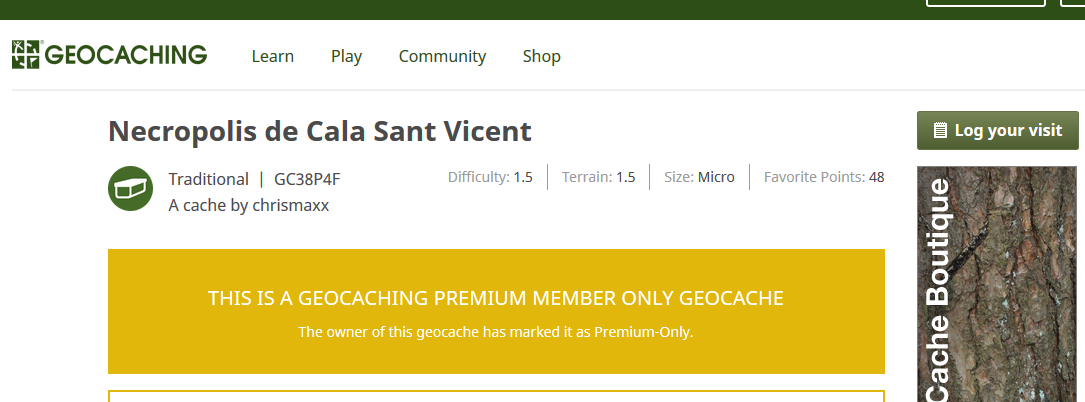 GEOCACHING
Learn Play Community Shop
Necropolis de Cala Sant Vicent
Log your visit
Traditional | GC38P4F
Difficulty: 1.5 Terrain: 1.5 Size: Micro Favorite Points: 48
A cache by chrismaxx
THIS IS A GEOCACHING PREMIUM MEMBER ONLY GEOCACHE
The owner of this geocache has marked it as Premium-Only.
Cache Boutique